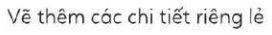 Vẽ thêm các chi tiết riêng lẻ